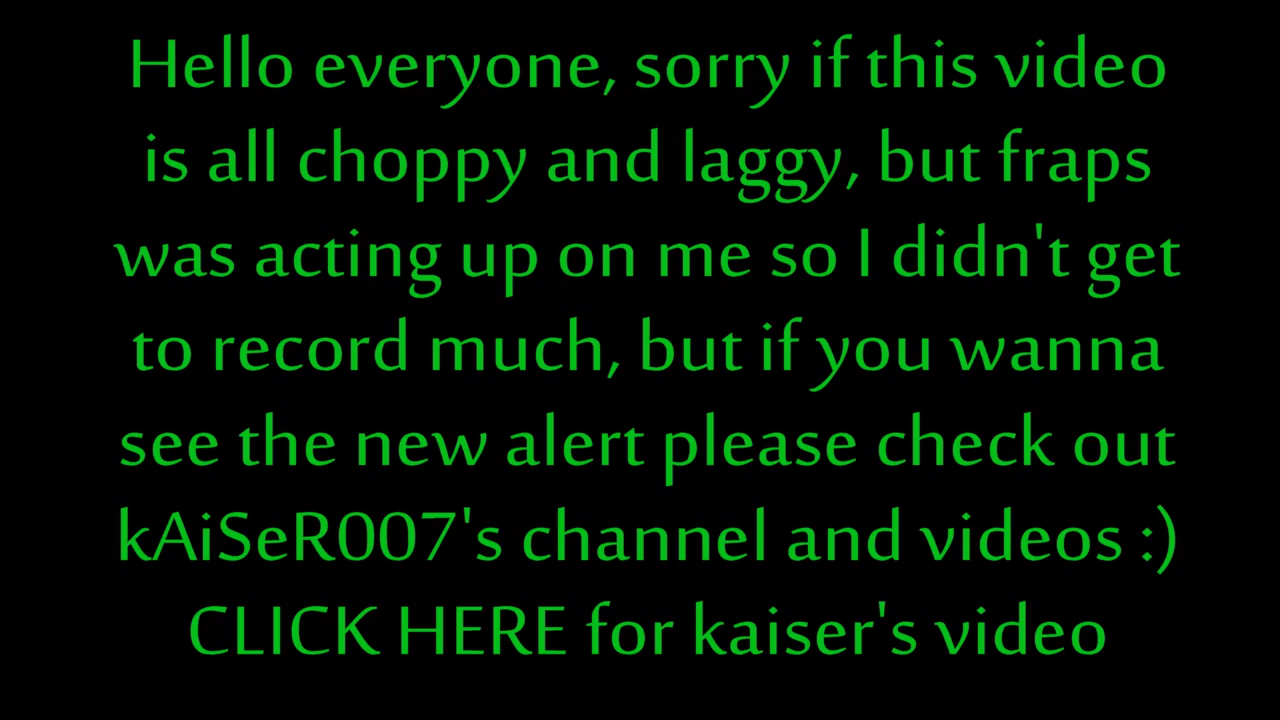 Hello everyone, sorry if this video
is all choppy and laggy, but fraps
was acting up on me so I didn't get
to record much, but if you wanna
see the new alert please check out
kAiSeR007's channel and videos :)
CLICK HERE for kaiser's video